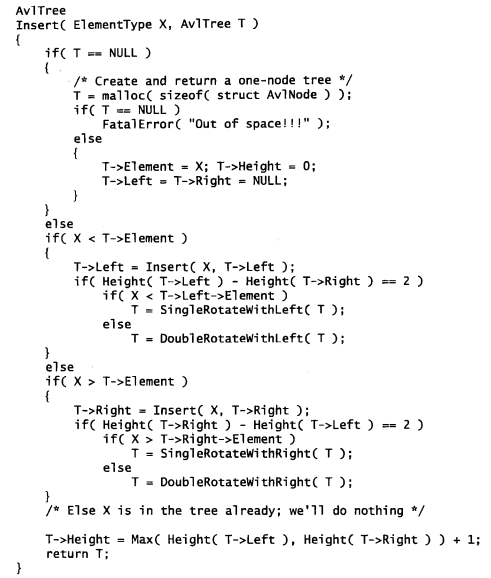 AvlTree
Insert( ElementType X, AvlTree T )
{
    if( T == NULL )
    {
        /* Create and return a one-node tree */
        T = malloc( sizeof( struct AvlNode ) );
        if( T == NULL )
            FatalError( "Out of space!!!" );
        else
        {
            T->Element = X; T->Height = 0;
            T->Left = T->Right = NULL;
        }
    }
    else
    if( X < T->Element )
    {
        T->Left = Insert( X, T->Left );
        if( Height( T->Left ) - Height( T->Right ) == 2 )
            if( X < T->Left->Element )
                T = SingleRotateWithLeft( T );
            else
                T = DoubleRotateWithLeft( T );
    }
    else
    if( X > T->Element )
    {
        T->Right = Insert( X, T->Right );
        if( Height( T->Right ) - Height( T->Left ) == 2 )
            if( X > T->Right->Element )
                T = SingleRotateWithRight( T );
            else
                T = DoubleRotateWithRight( T );
    }
    /* Else X is in the tree already; we'll do nothing */

    T->Height = Max( Height( T->Left ), Height( T->Right ) ) + 1;
    return T;
}